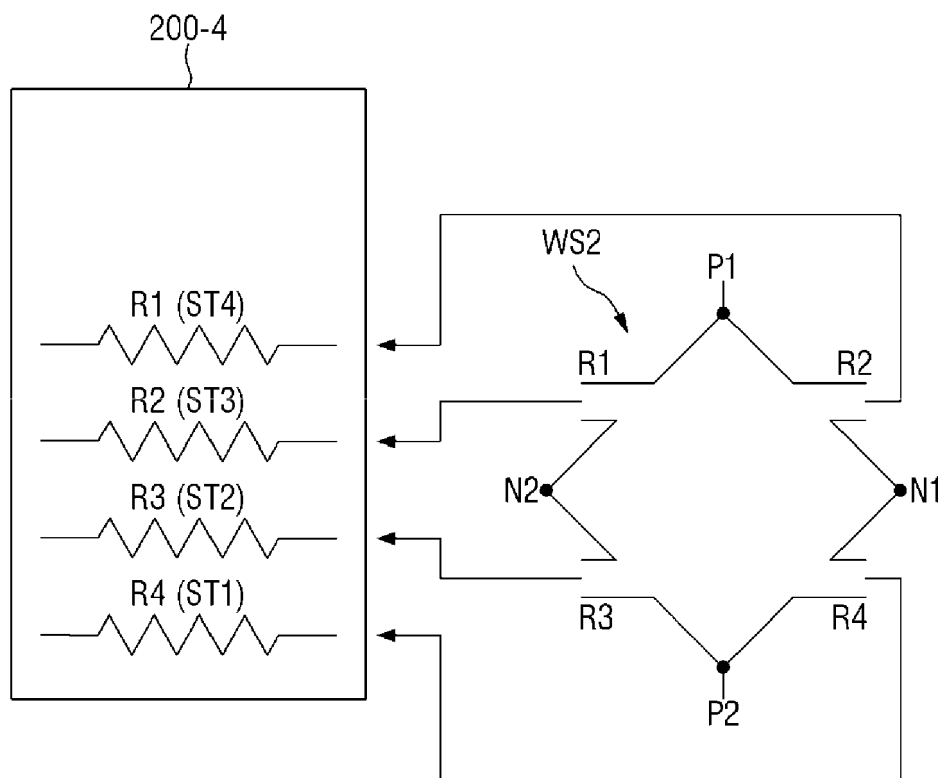 200-4
WS2
P1
R1 (ST4)
R1
R2
R2 (ST3)
N2
N1
R3 (ST2)
R4 (ST1)
R3
R4
P2